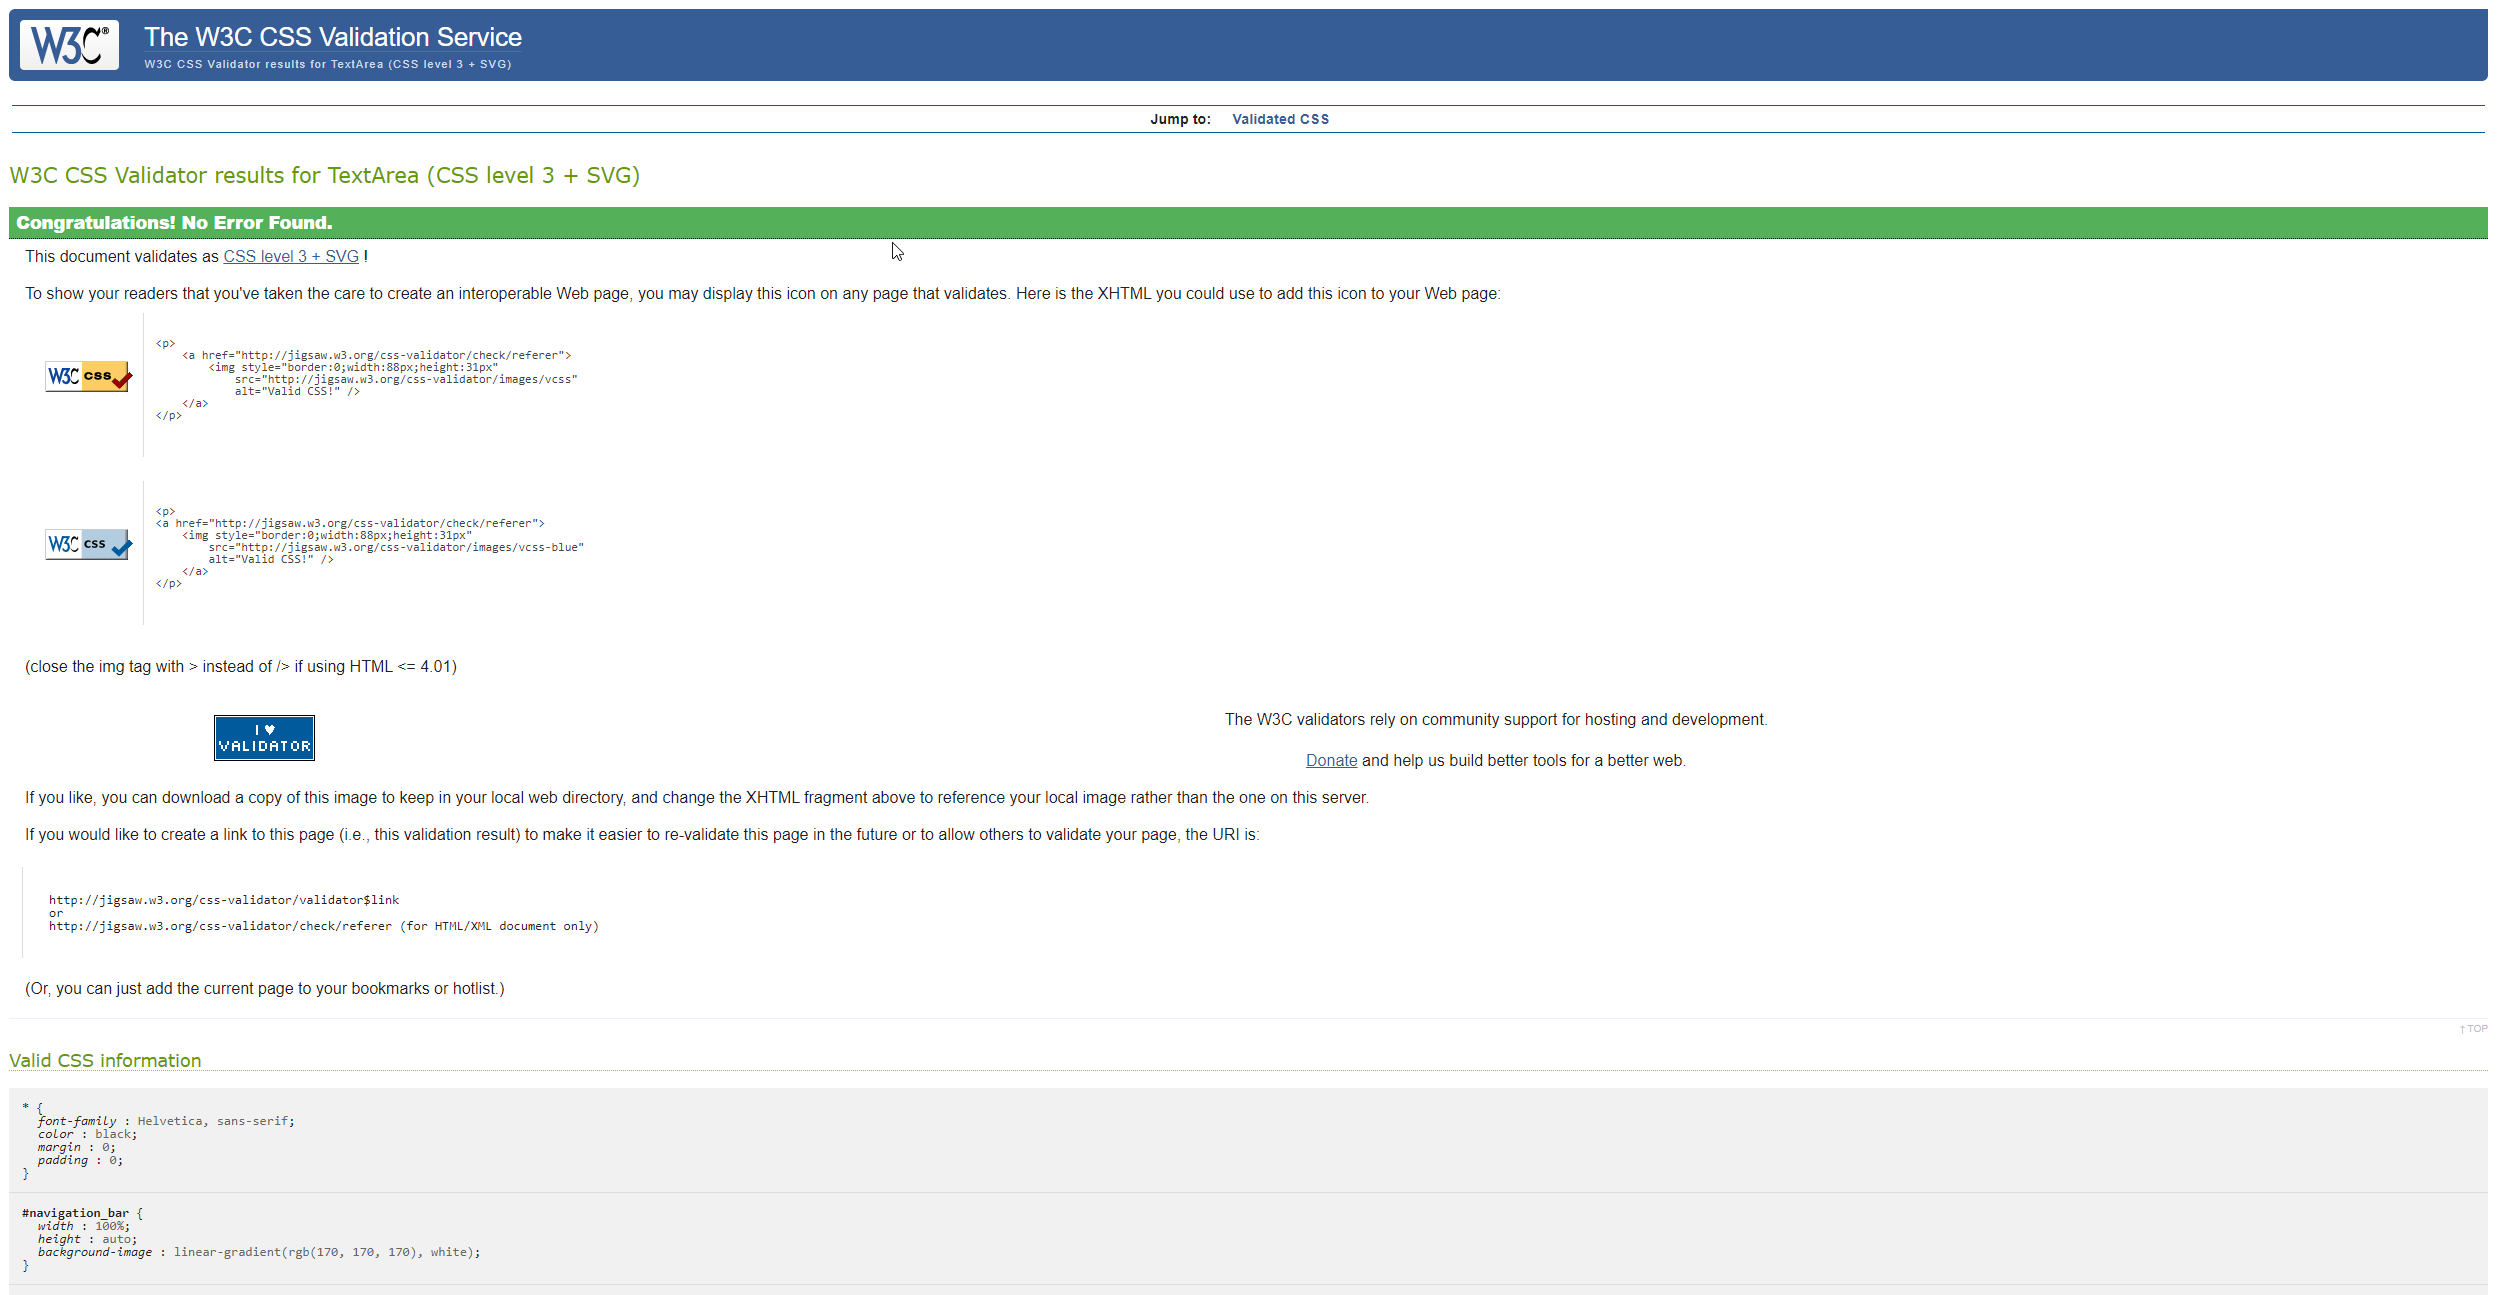 W3C®
The W3C CSS Validation Service
W3C CSS Validator results for TextArea (CSS level 3 + SVG)
Jump to: Validated CSS
W3C CSS Validator results for TextArea (CSS level 3 + SVG)
Congratulations! No Error Found.
This document validates as CSS level 3 + SVG !
To show your readers that you've taken the care to create an interoperable Web page, you may display this icon on any page that validates. Here is the XHTML you could use to add this icon to your Web page:
W3C css
<p>
<a href="http://jigsaw.w3.org/css-validator/check/referer">
<img style="border:0;width:88px;height:31px"
src="http://jigsaw.w3.org/css-validator/images/vcss"
alt="Valid CSS!" />
</a>
</p>
W3C css
<p>
<a href="http://jigsaw.w3.org/css-validator/check/referer">
<img style="border:0;width:88px;height:31px"
src="http://jigsaw.w3.org/css-validator/images/vcss-blue"
alt="Valid CSS!" />
</a>
</p>
(close the img tag with > instead of /> if using HTML <= 4.01)
I ♥
VALIDATOR
The W3C validators rely on community support for hosting and development.
Donate and help us build better tools for a better web.
If you like, you can download a copy of this image to keep in your local web directory, and change the XHTML fragment above to reference your local image rather than the one on this server.
If you would like to create a link to this page (i.e., this validation result) to make it easier to re-validate this page in the future or to allow others to validate your page, the URI is:
http://jigsaw.w3.org/css-validator/validator$link
or
http://jigsaw.w3.org/css-validator/check/referer (for HTML/XML document only)
(Or, you can just add the current page to your bookmarks or hotlist.)
↑ TOP
Valid CSS information
* {
font-family : Helvetica, sans-serif;
color : black;
margin : 0;
padding : 0;
}
#navigation_bar {
width : 100%;
height : auto;
background-image : linear-gradient(rgb(170, 170, 170), white);
}